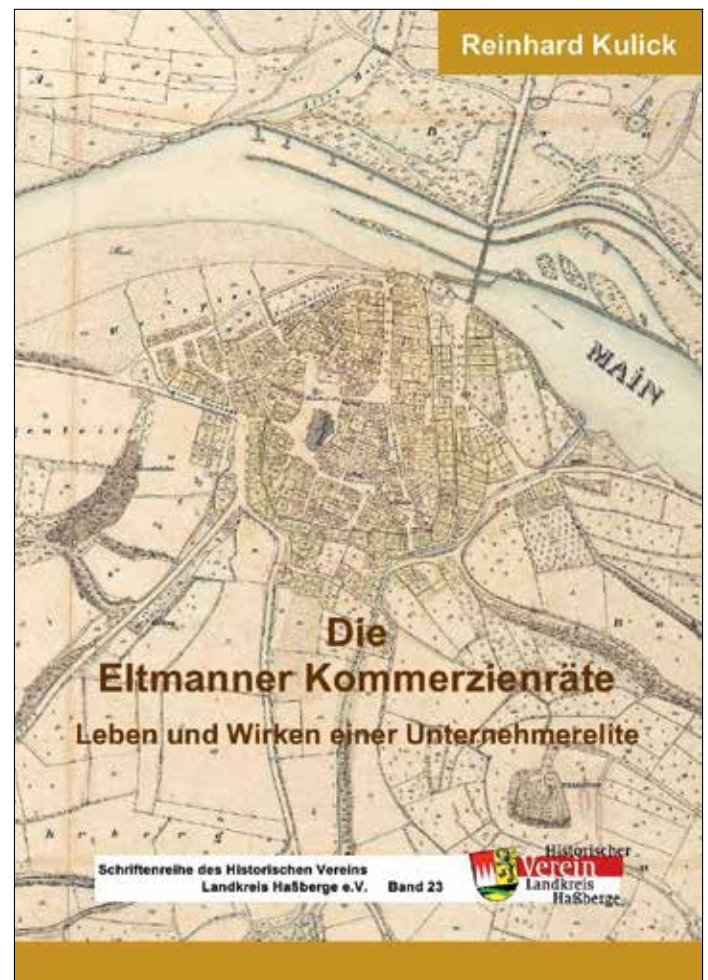 Reinhard Kulick
MAIN
Die
Eltmanner Kommerzienräte
Leben und Wirken einer Unternehmerelite
Schriftenreihe des Historischen Vereins
Landkreis Haßberge e.V. Band 23
Historischer
Verein
Landkreis
Haßberge